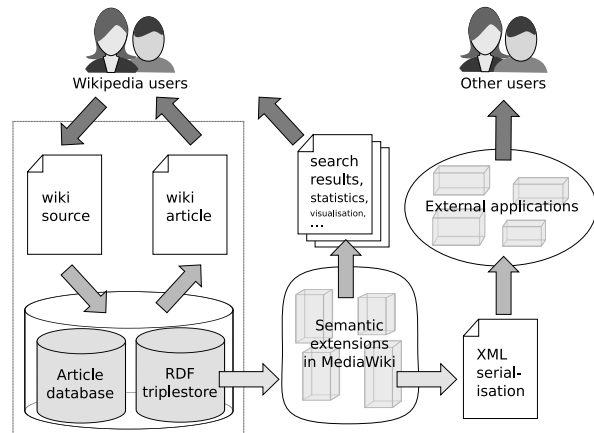 Wikipedia users
Other users
wiki
source
wiki
article
search
results,
statistics,
visualisation,
...
External applications
Article
database
RDF
triplestore
Semantic
extensions
in MediaWiki
XML
serial-
isation